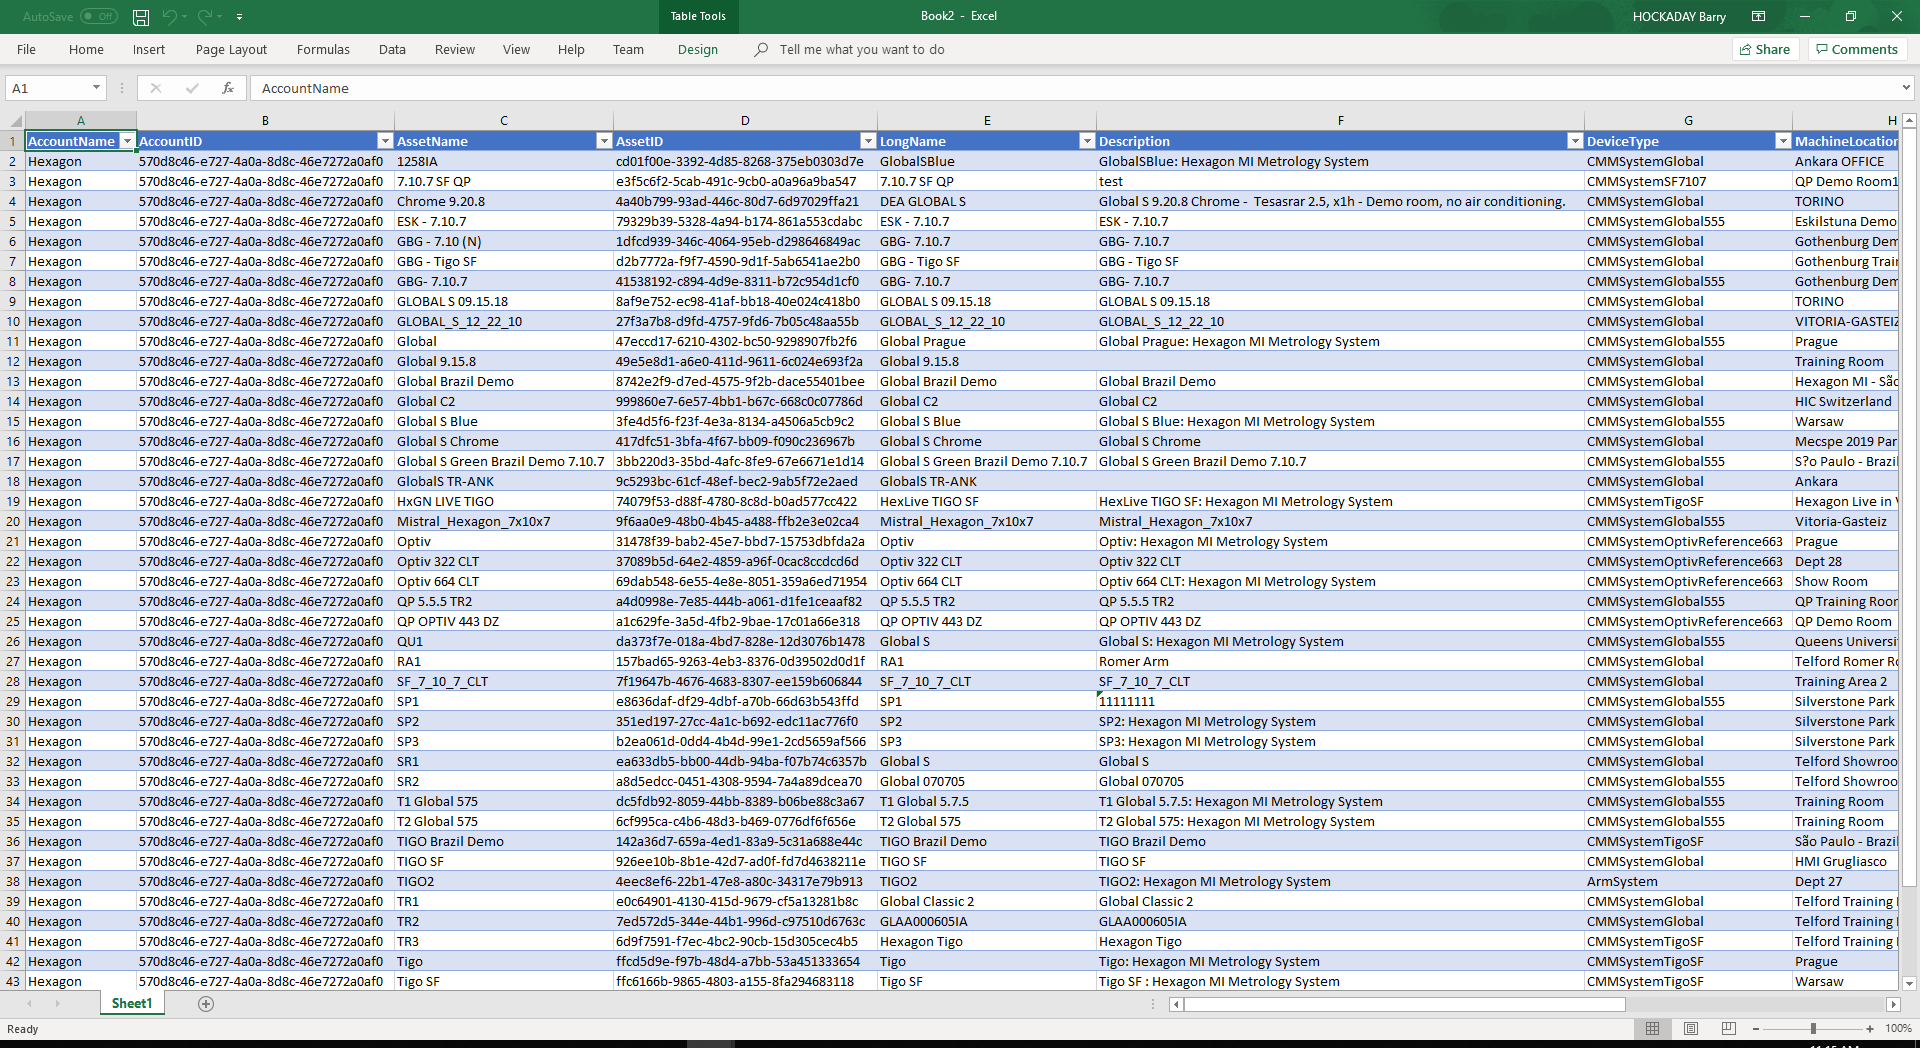 AutoSave Off Table Tools Book2 - Excel HOCKADAY Barry
File Home Insert Page Layout Formulas Data Review View Help Team Design Tell me what you want to do Share Comments
A1 fx AccountName
A B C D E F G H
1 AccountName AccountID AssetName AssetID LongName Description DeviceType MachineLocation
2 Hexagon 570d8c46-e727-4a0a-8d8c-46e7272a0af0 1258IA cd01f00e-3392-4d85-8268-375eb0303d7e GlobalSBlue GlobalSBlue: Hexagon MI Metrology System CMMSystemGlobal Ankara OFFICE
3 Hexagon 570d8c46-e727-4a0a-8d8c-46e7272a0af0 7.10.7 SF QP e3f5c6f2-5cab-491c-9cb0-a0a96a9ba547 7.10.7 SF QP test CMMSystemSF7107 QP Demo Room1
4 Hexagon 570d8c46-e727-4a0a-8d8c-46e7272a0af0 Chrome 9.20.8 4a40b799-93ad-446c-80d7-6d97029ffa21 DEA GLOBAL S Global S 9.20.8 Chrome - Tesasrar 2.5, x1h - Demo room, no air conditioning. CMMSystemGlobal TORINO
5 Hexagon 570d8c46-e727-4a0a-8d8c-46e7272a0af0 ESK - 7.10.7 79329b39-5328-4a94-b174-861a553cdabc ESK - 7.10.7 ESK - 7.10.7 CMMSystemGlobal555 Eskilstuna Demo
6 Hexagon 570d8c46-e727-4a0a-8d8c-46e7272a0af0 GBG - 7.10 (N) 1dfcd939-346c-4064-95eb-d298646849ac GBG- 7.10.7 GBG- 7.10.7 CMMSystemGlobal Gothenburg Dem
7 Hexagon 570d8c46-e727-4a0a-8d8c-46e7272a0af0 GBG - Tigo SF d2b7772a-f9f7-4590-9d1f-5ab6541ae2b0 GBG - Tigo SF GBG - Tigo SF CMMSystemGlobal Gothenburg Trai
8 Hexagon 570d8c46-e727-4a0a-8d8c-46e7272a0af0 GBG- 7.10.7 41538192-c894-4d9e-8311-b72c954d1cf0 GBG- 7.10.7 GBG- 7.10.7 CMMSystemGlobal555 Gothenburg Dem
9 Hexagon 570d8c46-e727-4a0a-8d8c-46e7272a0af0 GLOBAL S 09.15.18 8af9e752-ec98-41af-bb18-40e024c418b0 GLOBAL S 09.15.18 GLOBAL S 09.15.18 CMMSystemGlobal TORINO
10 Hexagon 570d8c46-e727-4a0a-8d8c-46e7272a0af0 GLOBAL_S_12_22_10 27f3a7b8-d9fd-4757-9fd6-7b05c48aa55b GLOBAL_S_12_22_10 GLOBAL_S_12_22_10 CMMSystemGlobal VITORIA-GASTEIZ
11 Hexagon 570d8c46-e727-4a0a-8d8c-46e7272a0af0 Global 47eccd17-6210-4302-bc50-9298907fb2f6 Global Prague Global Prague: Hexagon MI Metrology System CMMSystemGlobal555 Prague
12 Hexagon 570d8c46-e727-4a0a-8d8c-46e7272a0af0 Global 9.15.8 49e5e8d1-a6e0-411d-9611-6c024e693f2a Global 9.15.8 CMMSystemGlobal Training Room
13 Hexagon 570d8c46-e727-4a0a-8d8c-46e7272a0af0 Global Brazil Demo 8742e2f9-d7ed-4575-9f2b-dace55401bee Global Brazil Demo Global Brazil Demo CMMSystemGlobal Hexagon MI - São
14 Hexagon 570d8c46-e727-4a0a-8d8c-46e7272a0af0 Global C2 999860e7-6e57-4bb1-b67c-668c0c07786d Global C2 Global C2 CMMSystemGlobal HIC Switzerland
15 Hexagon 570d8c46-e727-4a0a-8d8c-46e7272a0af0 Global S Blue 3fe4d5f6-f23f-4e3a-8134-a4506a5cb9c2 Global S Blue Global S Blue: Hexagon MI Metrology System CMMSystemGlobal555 Warsaw
16 Hexagon 570d8c46-e727-4a0a-8d8c-46e7272a0af0 Global S Chrome 417dfc51-3bfa-4f67-bb09-f090c236967b Global S Chrome Global S Chrome CMMSystemGlobal Mecspe 2019 Par
17 Hexagon 570d8c46-e727-4a0a-8d8c-46e7272a0af0 Global S Green Brazil Demo 7.10.7 3bb220d3-35bd-4afc-8fe9-67e6671e1d14 Global S Green Brazil Demo 7.10.7 Global S Green Brazil Demo 7.10.7 CMMSystemGlobal555 S?o Paulo - Brazil
18 Hexagon 570d8c46-e727-4a0a-8d8c-46e7272a0af0 GlobalS TR-ANK 9c5293bc-61cf-48ef-bec2-9ab5f72e2aed GlobalS TR-ANK CMMSystemGlobal Ankara
19 Hexagon 570d8c46-e727-4a0a-8d8c-46e7272a0af0 HxGN LIVE TIGO 74079f53-d88f-4780-8c8d-b0ad577cc422 HexLive TIGO SF HexLive TIGO SF: Hexagon MI Metrology System CMMSystemTigoSF Hexagon Live in V
20 Hexagon 570d8c46-e727-4a0a-8d8c-46e7272a0af0 Mistral_Hexagon_7x10x7 9f6aa0e9-48b0-4b45-a488-ffb2e3e02ca4 Mistral_Hexagon_7x10x7 Mistral_Hexagon_7x10x7 CMMSystemGlobal555 Vitoria-Gasteiz
21 Hexagon 570d8c46-e727-4a0a-8d8c-46e7272a0af0 Optiv 31478f39-bab2-45e7-bbd7-15753dbfda2a Optiv Optiv: Hexagon MI Metrology System CMMSystemOptivReference663 Prague
22 Hexagon 570d8c46-e727-4a0a-8d8c-46e7272a0af0 Optiv 322 CLT 37089b5d-64e2-4859-a96f-0cac8ccdcd6d Optiv 322 CLT Optiv 322 CLT CMMSystemOptivReference663 Dept 28
23 Hexagon 570d8c46-e727-4a0a-8d8c-46e7272a0af0 Optiv 664 CLT 69dab548-6e55-4e8e-8051-359a6ed71954 Optiv 664 CLT Optiv 664 CLT: Hexagon MI Metrology System CMMSystemOptivReference663 Show Room
24 Hexagon 570d8c46-e727-4a0a-8d8c-46e7272a0af0 QP 5.5.5 TR2 a4d0998e-7e85-444b-a061-d1fe1ceaaf82 QP 5.5.5 TR2 QP 5.5.5 TR2 CMMSystemGlobal555 QP Training Roor
25 Hexagon 570d8c46-e727-4a0a-8d8c-46e7272a0af0 QP OPTIV 443 DZ a1c629fe-3a5d-4fb2-9bae-17c01a66e318 QP OPTIV 443 DZ QP OPTIV 443 DZ CMMSystemOptivReference663 QP Demo Room
26 Hexagon 570d8c46-e727-4a0a-8d8c-46e7272a0af0 QU1 da373f7e-018a-4bd7-828e-12d3076b1478 Global S Global S: Hexagon MI Metrology System CMMSystemGlobal555 Queens Universit
27 Hexagon 570d8c46-e727-4a0a-8d8c-46e7272a0af0 RA1 157bad65-9263-4eb3-8376-0d39502d0d1f RA1 Romer Arm CMMSystemGlobal Telford Romer Ro
28 Hexagon 570d8c46-e727-4a0a-8d8c-46e7272a0af0 SF_7_10_7_CLT 7f19647b-4676-4683-8307-ee159b606844 SF_7_10_7_CLT SF_7_10_7_CLT CMMSystemGlobal Training Area 2
29 Hexagon 570d8c46-e727-4a0a-8d8c-46e7272a0af0 SP1 e8636daf-df29-4dbf-a70b-66d63b543ffd SP1 11111111 CMMSystemGlobal555 Silverstone Park
30 Hexagon 570d8c46-e727-4a0a-8d8c-46e7272a0af0 SP2 351ed197-27cc-4a1c-b692-edc11ac776f0 SP2 SP2: Hexagon MI Metrology System CMMSystemGlobal Silverstone Park
31 Hexagon 570d8c46-e727-4a0a-8d8c-46e7272a0af0 SP3 b2ea061d-0dd4-4b4d-99e1-2cd5659af566 SP3 SP3: Hexagon MI Metrology System CMMSystemGlobal Silverstone Park
32 Hexagon 570d8c46-e727-4a0a-8d8c-46e7272a0af0 SR1 ea633db5-bb00-44db-94ba-f07b74c6357b Global S Global S CMMSystemGlobal Telford Showroo
33 Hexagon 570d8c46-e727-4a0a-8d8c-46e7272a0af0 SR2 a8d5edcc-0451-4308-9594-7a4a89dcea70 Global 070705 Global 070705 CMMSystemGlobal555 Telford Showroo
34 Hexagon 570d8c46-e727-4a0a-8d8c-46e7272a0af0 T1 Global 575 dc5fdb92-8059-44bb-8389-b06be88c3a67 T1 Global 5.7.5 T1 Global 5.7.5: Hexagon MI Metrology System CMMSystemGlobal555 Training Room
35 Hexagon 570d8c46-e727-4a0a-8d8c-46e7272a0af0 T2 Global 575 6cf995ca-c4b6-48d3-b469-0776df6f656e T2 Global 575 T2 Global 575: Hexagon MI Metrology System CMMSystemGlobal555 Training Room
36 Hexagon 570d8c46-e727-4a0a-8d8c-46e7272a0af0 TIGO Brazil Demo 142a36d7-659a-4ed1-83a9-5c31a688e44c TIGO Brazil Demo TIGO Brazil Demo CMMSystemTigoSF São Paulo - Brazil
37 Hexagon 570d8c46-e727-4a0a-8d8c-46e7272a0af0 TIGO SF 926ee10b-8b1e-42d7-ad0f-fd7d4638211e TIGO SF TIGO SF CMMSystemGlobal HMI Grugliasco
38 Hexagon 570d8c46-e727-4a0a-8d8c-46e7272a0af0 TIGO2 4eec8ef6-22b1-47e8-a80c-34317e79b913 TIGO2 TIGO2: Hexagon MI Metrology System ArmSystem Dept 27
39 Hexagon 570d8c46-e727-4a0a-8d8c-46e7272a0af0 TR1 e0c64901-4130-415d-9679-cf5a13281b8c Global Classic 2 Global Classic 2 CMMSystemGlobal Telford Training
40 Hexagon 570d8c46-e727-4a0a-8d8c-46e7272a0af0 TR2 7ed572d5-344e-44b1-996d-c97510d6763c GLAA000605IA GLAA000605IA CMMSystemGlobal Telford Training
41 Hexagon 570d8c46-e727-4a0a-8d8c-46e7272a0af0 TR3 6d9f7591-f7ec-4bc2-90cb-15d305cec4b5 Hexagon Tigo Hexagon Tigo CMMSystemTigoSF Telford Training
42 Hexagon 570d8c46-e727-4a0a-8d8c-46e7272a0af0 Tigo ffcd5d9e-f97b-48d4-a7bb-53a451333654 Tigo Tigo: Hexagon MI Metrology System CMMSystemTigoSF Prague
43 Hexagon 570d8c46-e727-4a0a-8d8c-46e7272a0af0 Tigo SF ffc6166b-9865-4803-a155-8fa294683118 Tigo SF Tigo SF : Hexagon MI Metrology System CMMSystemTigoSF Warsaw
Sheet1
Ready 100%